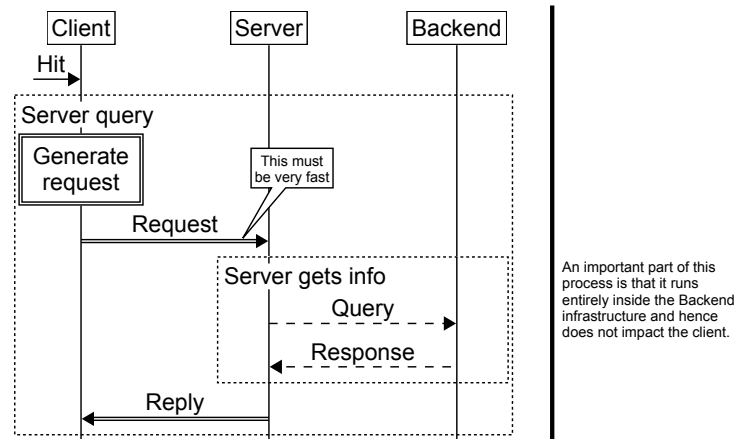 Client
Server
Backend
Hit
Server query
Generate
request
This must
be very fast
Request
Server gets info
Query
Response
Reply
An important part of this
process is that it runs
entirely inside the Backend
infrastructure and hence
does not impact the client.